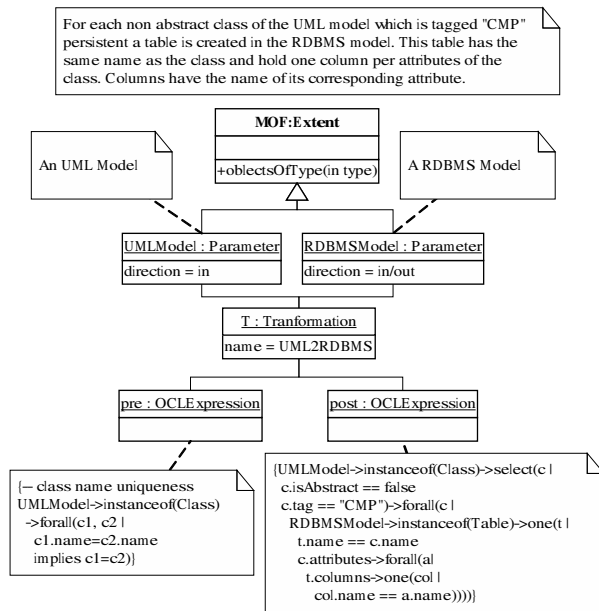 For each non abstract class of the UML model which is tagged "CMP"
persistent a table is created in the RDBMS model. This table has the
same name as the class and hold one column per attributes of the
class. Columns have the name of its corresponding attribute.
MOF:Extent
+objectsOfType(in type)
An UML Model
A RDBMS Model
UMLModel : Parameter
direction = in
RDBMSModel : Parameter
direction = in/out
T : Tranformation
name = UML2RDBMS
pre : OCLExpression
post : OCLExpression
{-- class name uniqueness
UMLModel->instanceof(Class)
->forall(c1, c2 |
c1.name=c2.name
implies c1=c2)}
{UMLModel->instanceof(Class)->select(c |
c.isAbstract == false
c.tag == "CMP")->forall(c |
RDBMSModel->instanceof(Table)->one(t |
t.name == c.name
c.attributes->forall(a|
t.columns->one(col |
col.name == a.name))))}